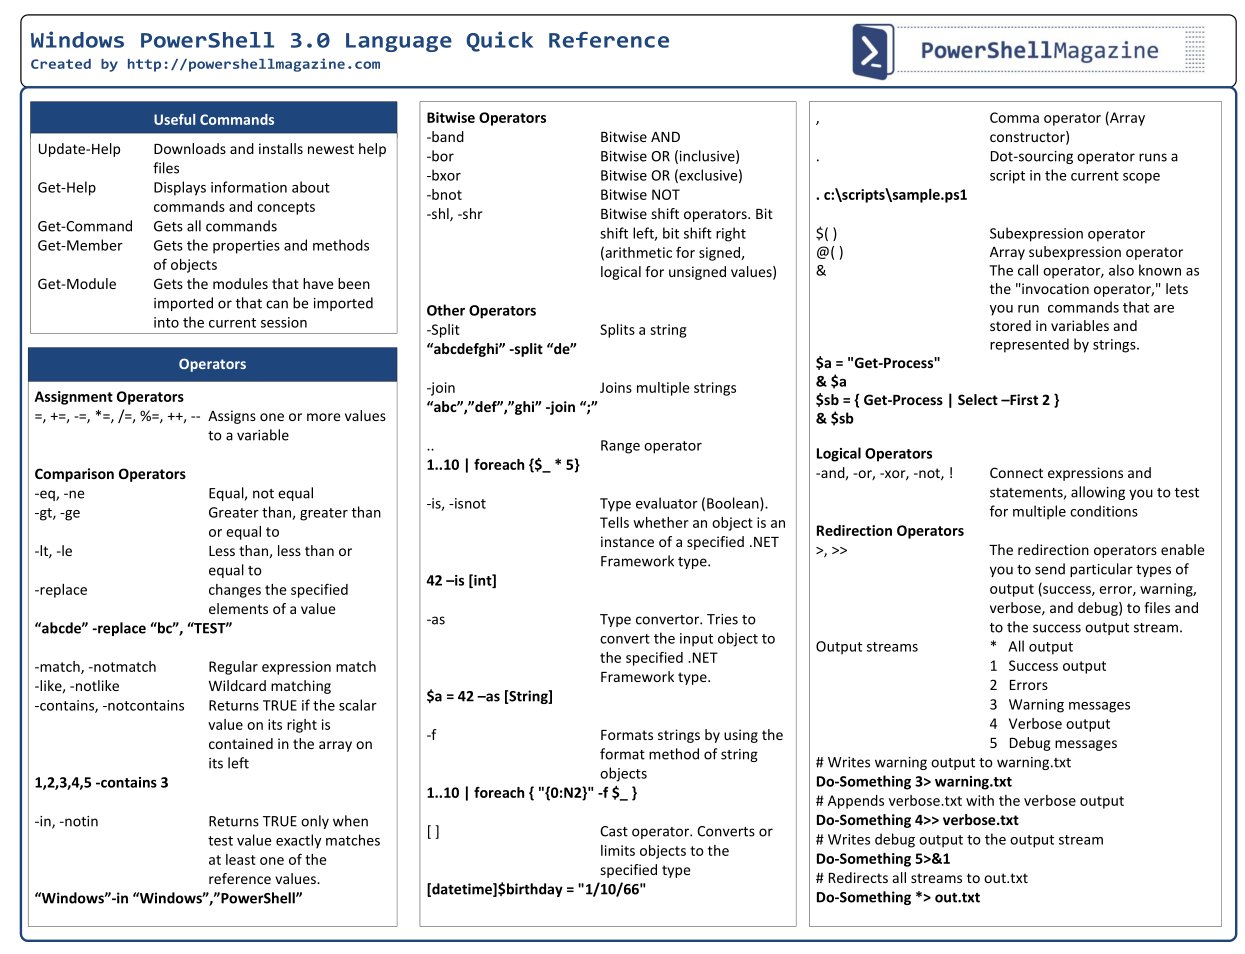 Windows PowerShell 3.0 Language Quick Reference
Created by http://powershellmagazine.com
PowerShellMagazine
Useful Commands
Update-Help Downloads and installs newest help
files
Get-Help Displays information about
commands and concepts
Get-Command Gets all commands
Get-Member Gets the properties and methods
of objects
Get-Module Gets the modules that have been
imported or that can be imported
into the current session
Operators
Assignment Operators
=, +=, -=, *=, /=, %=, ++, -- Assigns one or more values
to a variable
Comparison Operators
-eq, -ne Equal, not equal
-gt, -ge Greater than, greater than
or equal to
-lt, -le Less than, less than or
equal to
-replace changes the specified
elements of a value
“abcde” -replace “bc”, “TEST”
-match, -notmatch Regular expression match
-like, -notlike Wildcard matching
-contains, -notcontains Returns TRUE if the scalar
value on its right is
contained in the array on
its left
1,2,3,4,5 -contains 3
-in, -notin Returns TRUE only when
test value exactly matches
at least one of the
reference values.
“Windows”-in “Windows”,”PowerShell”
Bitwise Operators
-band Bitwise AND
-bor Bitwise OR (inclusive)
-bxor Bitwise OR (exclusive)
-bnot Bitwise NOT
-shl, -shr Bitwise shift operators. Bit
shift left, bit shift right
(arithmetic for signed,
logical for unsigned values)
Other Operators
-Split Splits a string
“abcdefghi” -split “de”
-join Joins multiple strings
“abc”,”def”,”ghi” -join “;”
.. Range operator
1..10 | foreach {$_ * 5}
-is, -isnot Type evaluator (Boolean).
Tells whether an object is an
instance of a specified .NET
Framework type.
42 –is [int]
-as Type convertor. Tries to
convert the input object to
the specified .NET
Framework type.
$a = 42 –as [String]
-f Formats strings by using the
format method of string
objects
1..10 | foreach { "{0:N2}" -f $_ }
[ ] Cast operator. Converts or
limits objects to the
specified type
[datetime]$birthday = "1/10/66"
, Comma operator (Array
constructor)
. Dot-sourcing operator runs a
script in the current scope
. c:\scripts\sample.ps1
$( ) Subexpression operator
@( ) Array subexpression operator
& The call operator, also known as
the "invocation operator," lets
you run commands that are
stored in variables and
represented by strings.
$a = "Get-Process"
& $a
$sb = { Get-Process | Select –First 2 }
& $sb
Logical Operators
-and, -or, -xor, -not, ! Connect expressions and
statements, allowing you to test
for multiple conditions
Redirection Operators
>, >> The redirection operators enable
you to send particular types of
output (success, error, warning,
verbose, and debug) to files and
to the success output stream.
Output streams * All output
1 Success output
2 Errors
3 Warning messages
4 Verbose output
5 Debug messages
# Writes warning output to warning.txt
Do-Something 3> warning.txt
# Appends verbose.txt with the verbose output
Do-Something 4>> verbose.txt
# Writes debug output to the output stream
Do-Something 5>&1
# Redirects all streams to out.txt
Do-Something *> out.txt